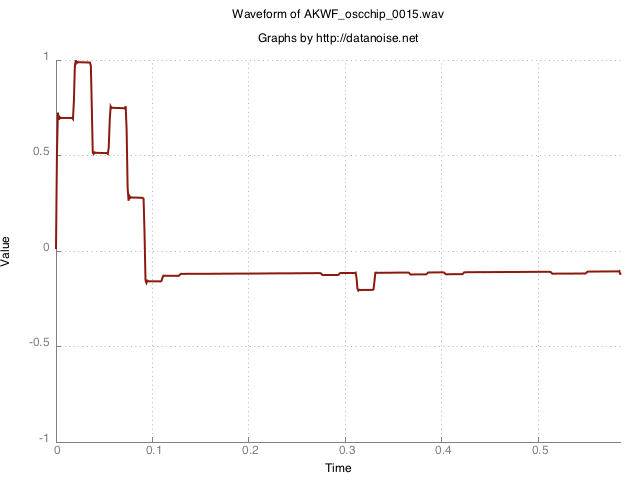 Waveform of AKWF_oscchip_0015.wav
Graphs by http://datanoise.net
1
0.5
0
-0.5
-1
Value
0 0.1 0.2 0.3 0.4 0.5
Time